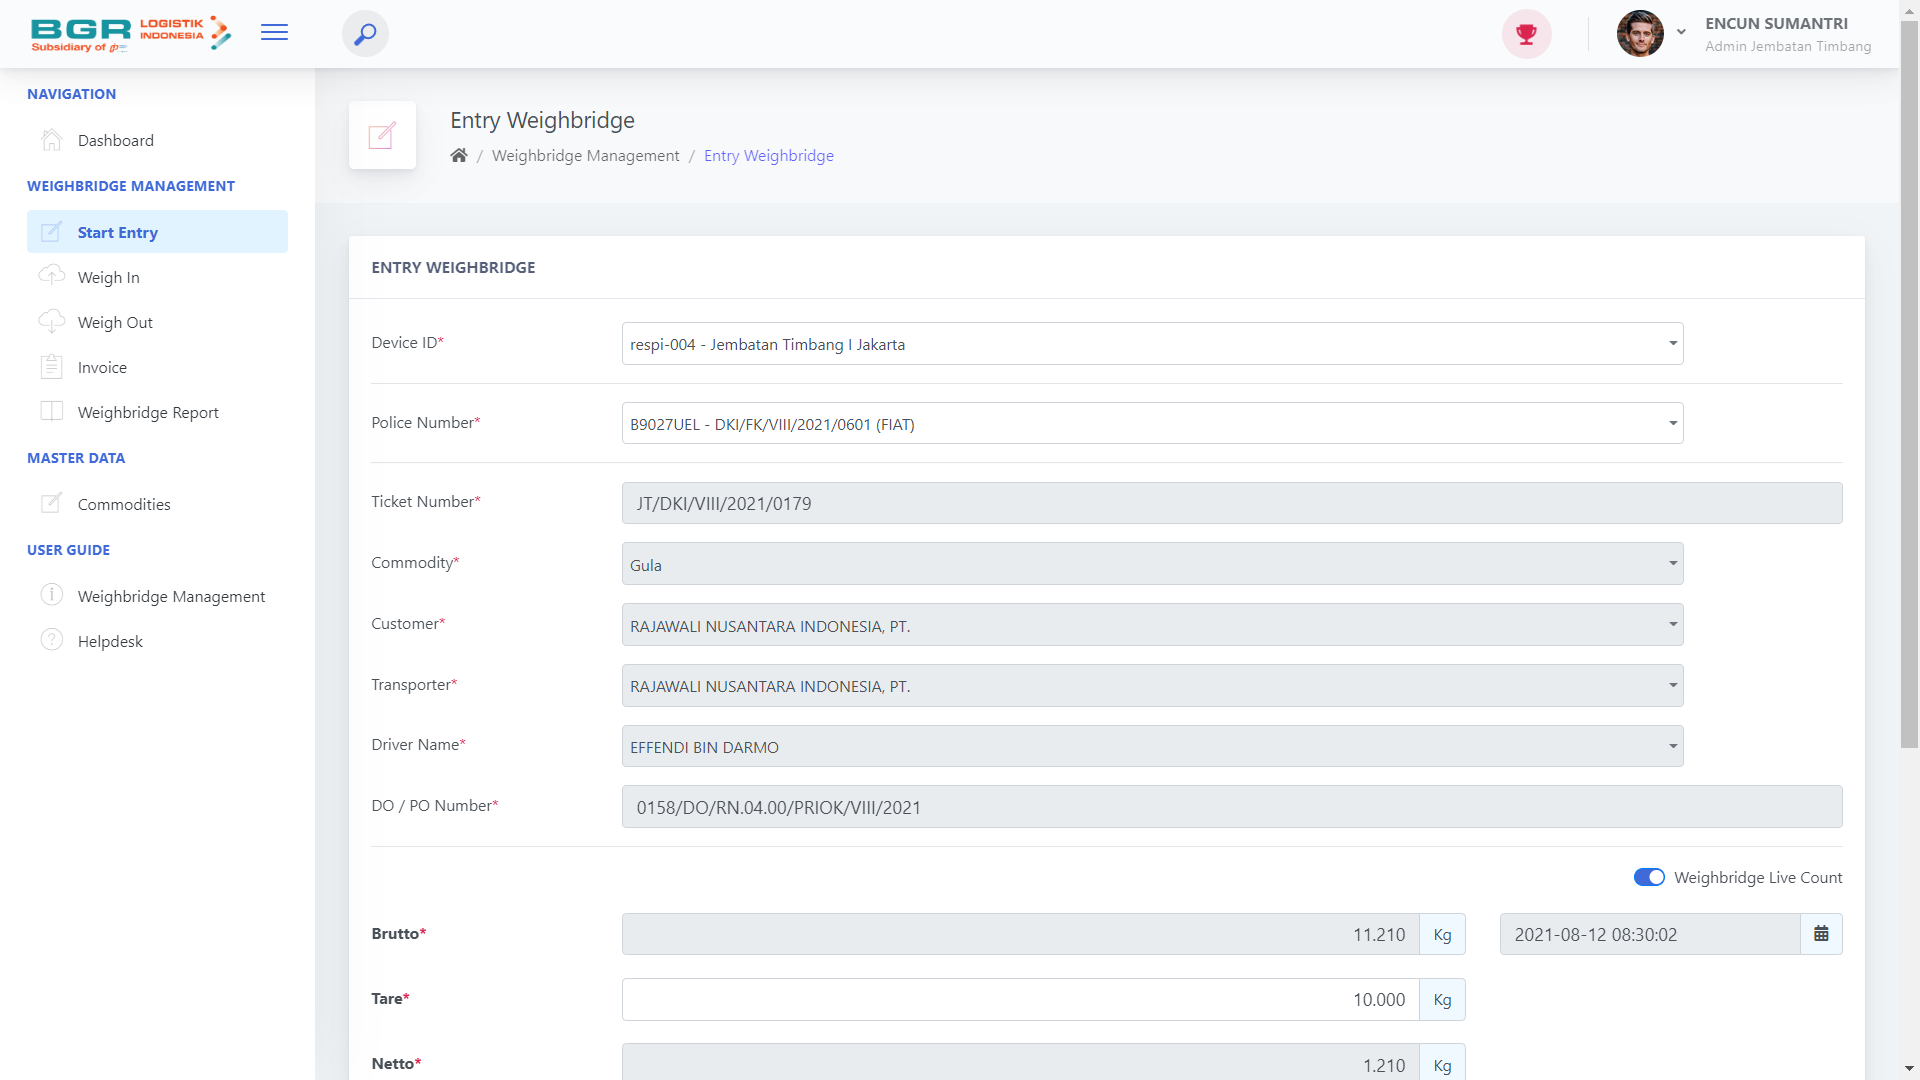 BGR LOGISTIK INDONESIA
Subsidiary of
ENCUN SUMANTRI
Admin Jembatan Timbang
NAVIGATION
Dashboard
WEIGHBRIDGE MANAGEMENT
Start Entry
Weigh In
Weigh Out
Invoice
Weighbridge Report
MASTER DATA
Commodities
USER GUIDE
Weighbridge Management
Helpdesk
Entry Weighbridge
/ Weighbridge Management / Entry Weighbridge
ENTRY WEIGHBRIDGE
Device ID* respi-004 - Jembatan Timbang I Jakarta
Police Number* B9027UEL - DKI/FK/VIII/2021/0601 (FIAT)
Ticket Number* JT/DKI/VIII/2021/0179
Commodity* Gula
Customer* RAJAWALI NUSANTARA INDONESIA, PT.
Transporter* RAJAWALI NUSANTARA INDONESIA, PT.
Driver Name* EFFENDI BIN DARMO
DO / PO Number* 0158/DO/RN.04.00/PRIOK/VIII/2021
Weighbridge Live Count
Brutto* 11.210 Kg 2021-08-12 08:30:02
Tare* 10.000 Kg
Netto* 1.210 Kg